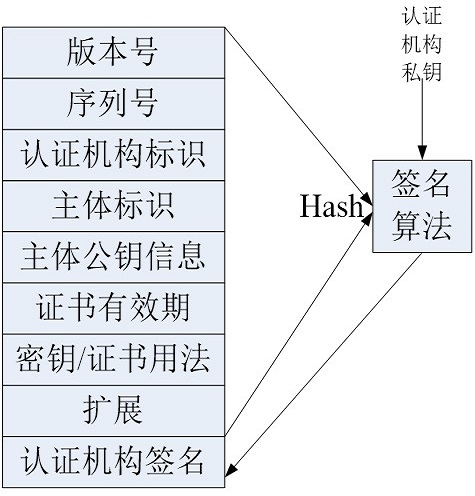 版本号
序列号
认证机构标识
主体标识
主体公钥信息
证书有效期
密钥/证书用法
扩展
认证机构签名
Hash
认证
机构
私钥
签名
算法